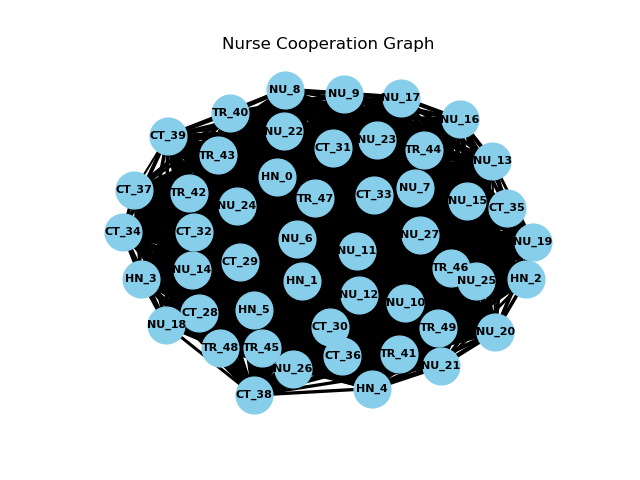 Nurse Cooperation Graph
NU_8
NU_9
NU_17
TR_40
NU_16
NU_22
CT_39
NU_23
CT_31
TR_44
TR_43
NU_13
HN_0
NU_7
CT_37
TR_42
CT_33
TR_47
NU_15
NU_24
CT_35
CT_34
CT_32
NU_27
NU_6
NU_19
NU_11
CT_29
TR_46
NU_14
HN_3
HN_1
NU_25
HN_2
NU_12
NU_10
HN_5
CT_28
NU_18
CT_30
TR_49
NU_20
TR_48
TR_45
TR_41
CT_36
NU_21
NU_26
HN_4
CT_38